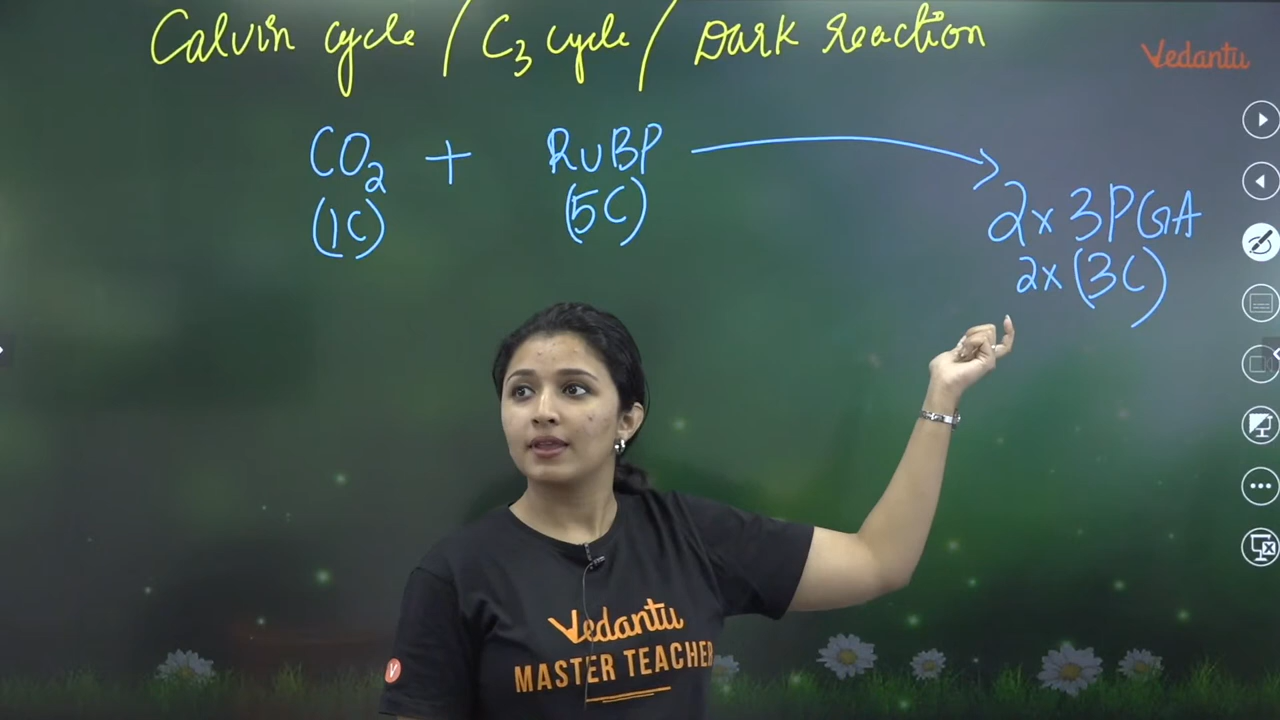 Calvin cycle / C3 cycle / Dark reaction
Vedantu
CO2 + RuBP
(1C) (5C)
2x 3PGA
2x (3C)
Vedantu
MASTER TEACHER
V